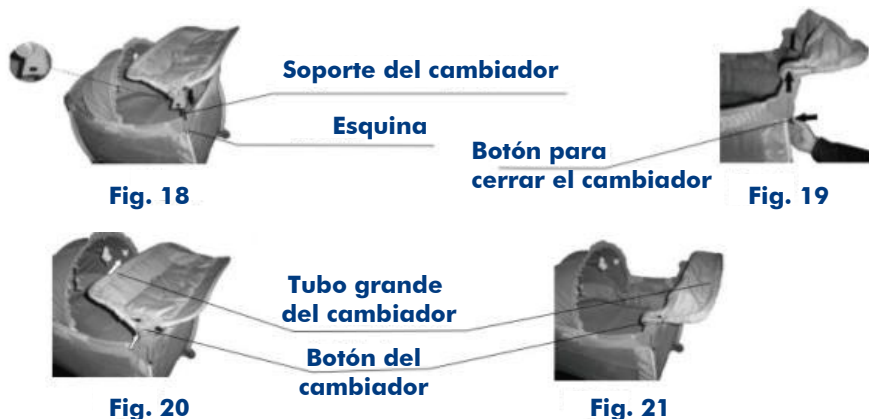 Soporte del cambiador
Esquina
Botón para
cerrar el cambiador
Fig. 18
Fig. 19
Tubo grande
del cambiador
Botón del
cambiador
Fig. 20
Fig. 21